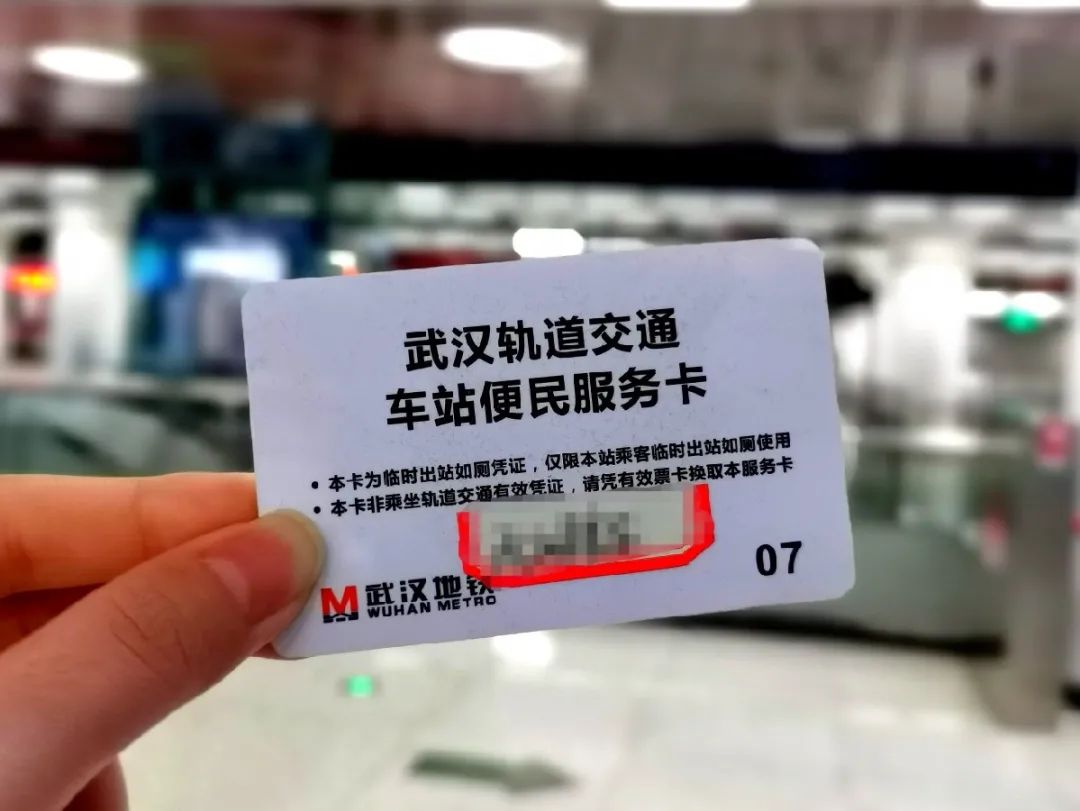 武汉轨道交通
车站便民服务卡
• 本卡为临时出站如厕凭证，仅限本站乘客临时出站如厕使用
• 本卡非乘坐轨道交通有效凭证，请凭有效票卡换取本服务卡
07
武汉地铁
WUHAN METRO